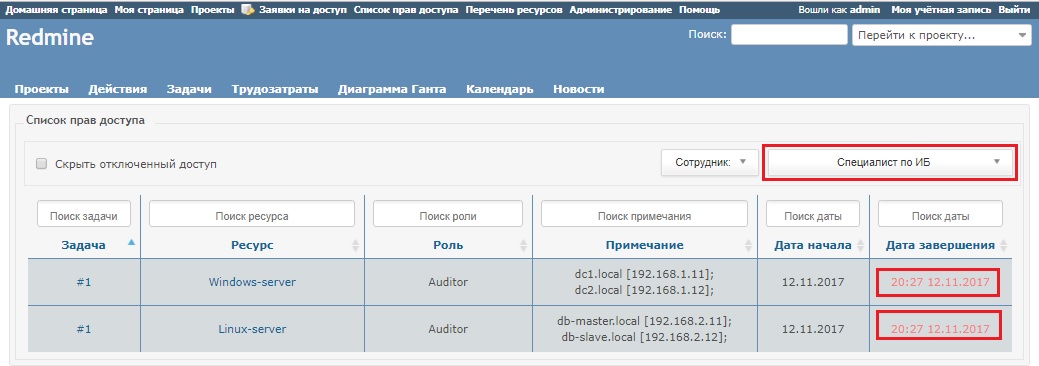 Домашняя страница Моя страница Проекты Заявки на доступ Список прав доступа Перечень ресурсов Администрирование Помощь Вошли как admin Моя учётная запись Выйти
Redmine Поиск: Перейти к проекту...
Проекты Действия Задачи Трудозатраты Диаграмма Ганта Календарь Новости
Список прав доступа
Скрыть отключенный доступ Сотрудник: Специалист по ИБ
Поиск задачи Поиск ресурса Поиск роли Поиск примечания Поиск даты Поиск даты
Задача Ресурс Роль Примечание Дата начала Дата завершения
#1 Windows-server Auditor dc1.local [192.168.1.11]; 12.11.2017 20:27 12.11.2017
dc2.local [192.168.1.12];
#1 Linux-server Auditor db-master.local [192.168.2.11]; 12.11.2017 20:27 12.11.2017
db-slave.local [192.168.2.12];